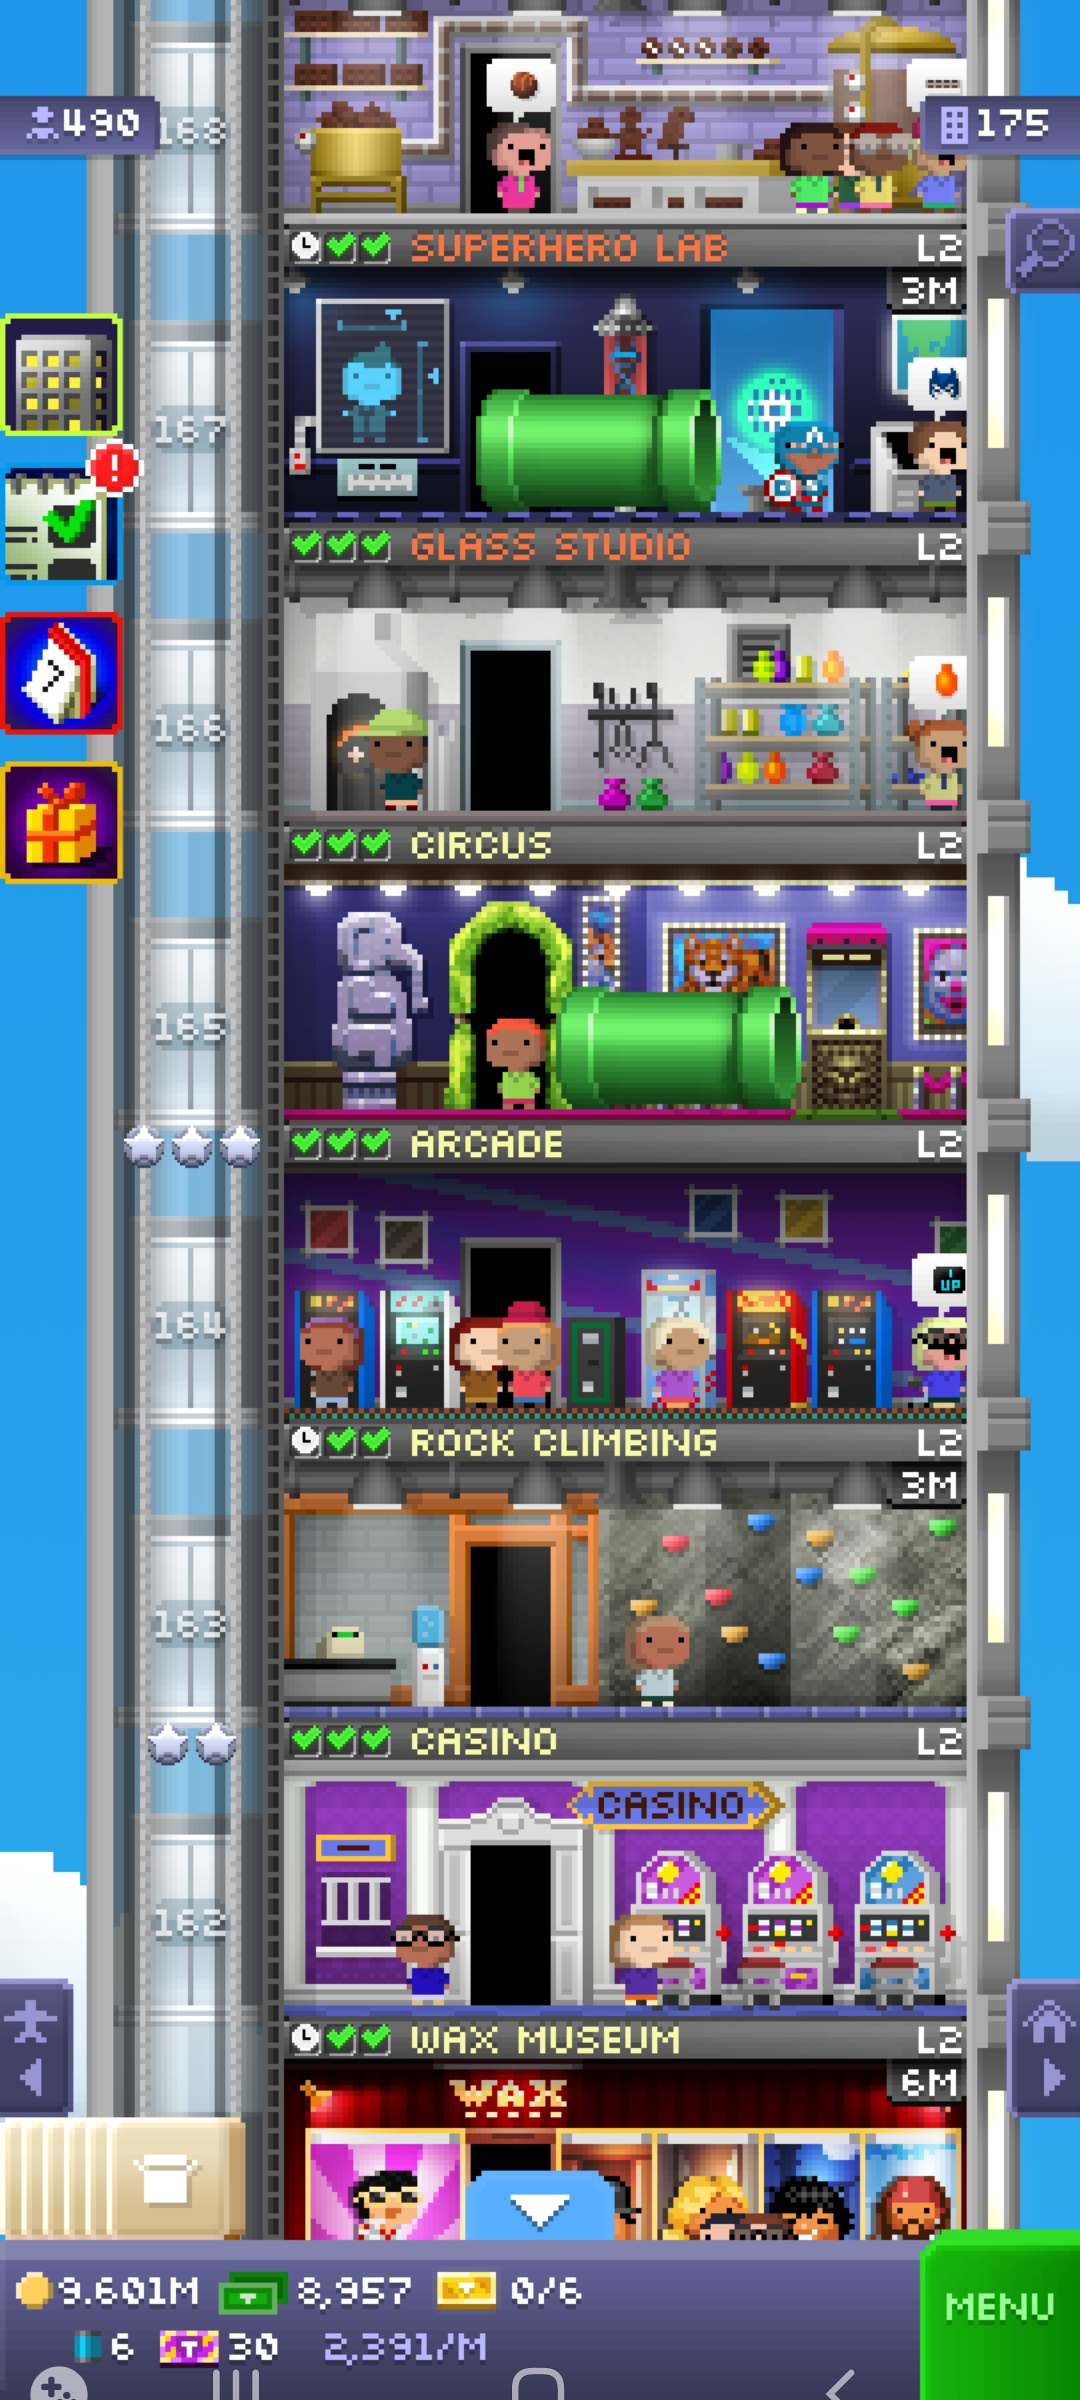 490
168
175
SUPERHERO LAB L2
3M
167
GLASS STUDIO L2
166
CIRCUS L2
165
ARCADE L2
UP
164
ROCK CLIMBING L2
3M
163
CASINO L2
CASINO
162
WAX MUSEUM L2
6M
WAX
9.601M 8,957 0/6
MENU
6 T 30 2,391/M